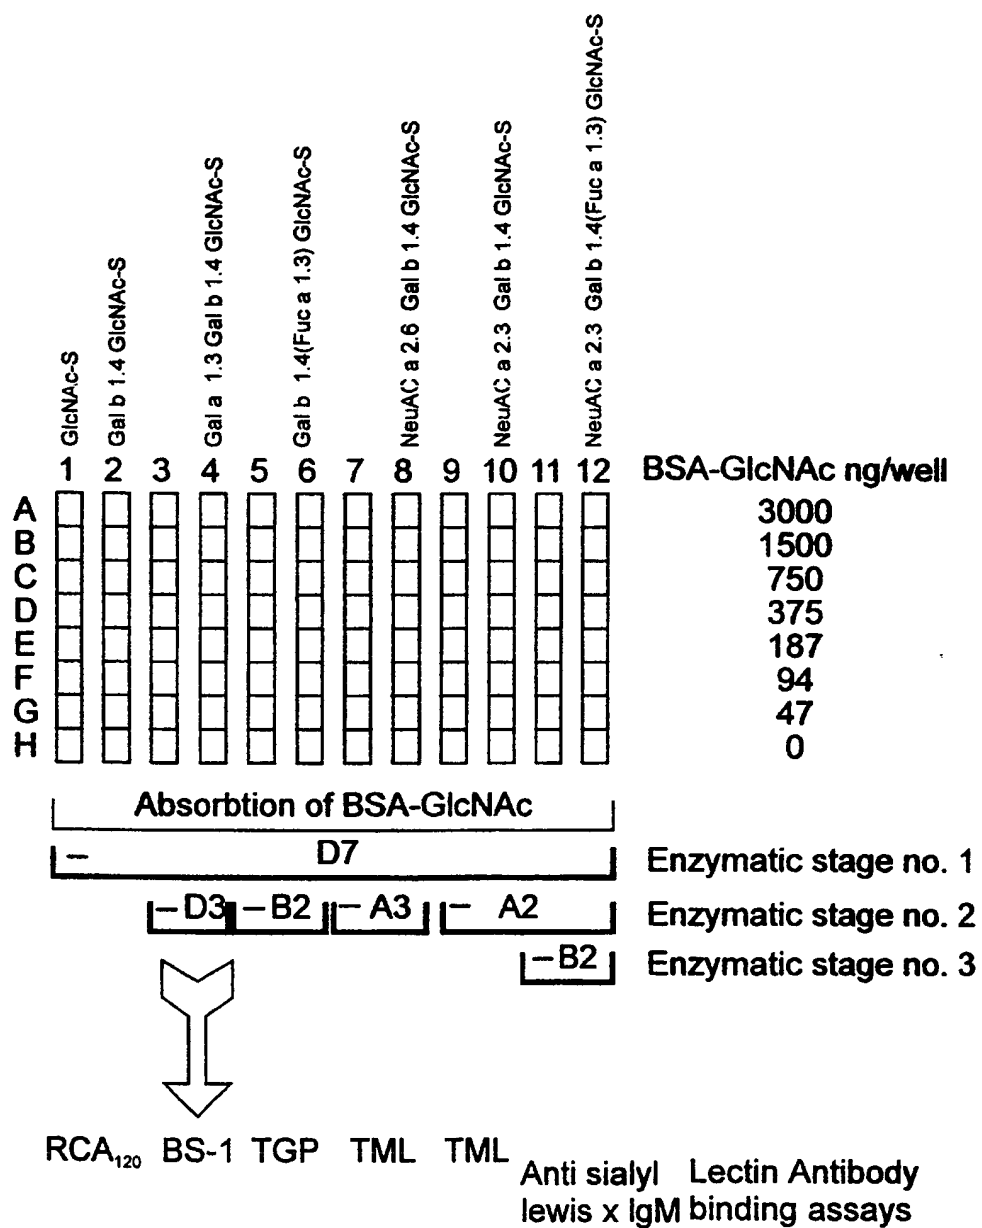 GlcNAc-S
Gal b 1.4 GlcNAc-S
Gal a 1.3 Gal b 1.4 GlcNAc-S
Gal b 1.4(Fuc a 1.3) GlcNAc-S
NeuAC a 2.6 Gal b 1.4 GlcNAc-S
NeuAC a 2.3 Gal b 1.4 GlcNAc-S
NeuAC a 2.3 Gal b 1.4(Fuc a 1.3) GlcNAc-S
1 2 3 4 5 6 7 8 9 10 11 12 BSA-GlcNAc ng/well
A 3000
B 1500
C 750
D 375
E 187
F 94
G 47
H 0
Absorbtion of BSA-GlcNAc
– D7 Enzymatic stage no. 1
– D3 – B2 – A3 – A2 Enzymatic stage no. 2
– B2 Enzymatic stage no. 3
RCA120 BS-1 TGP TML TML
Anti sialyl Lectin Antibody
lewis x IgM binding assays